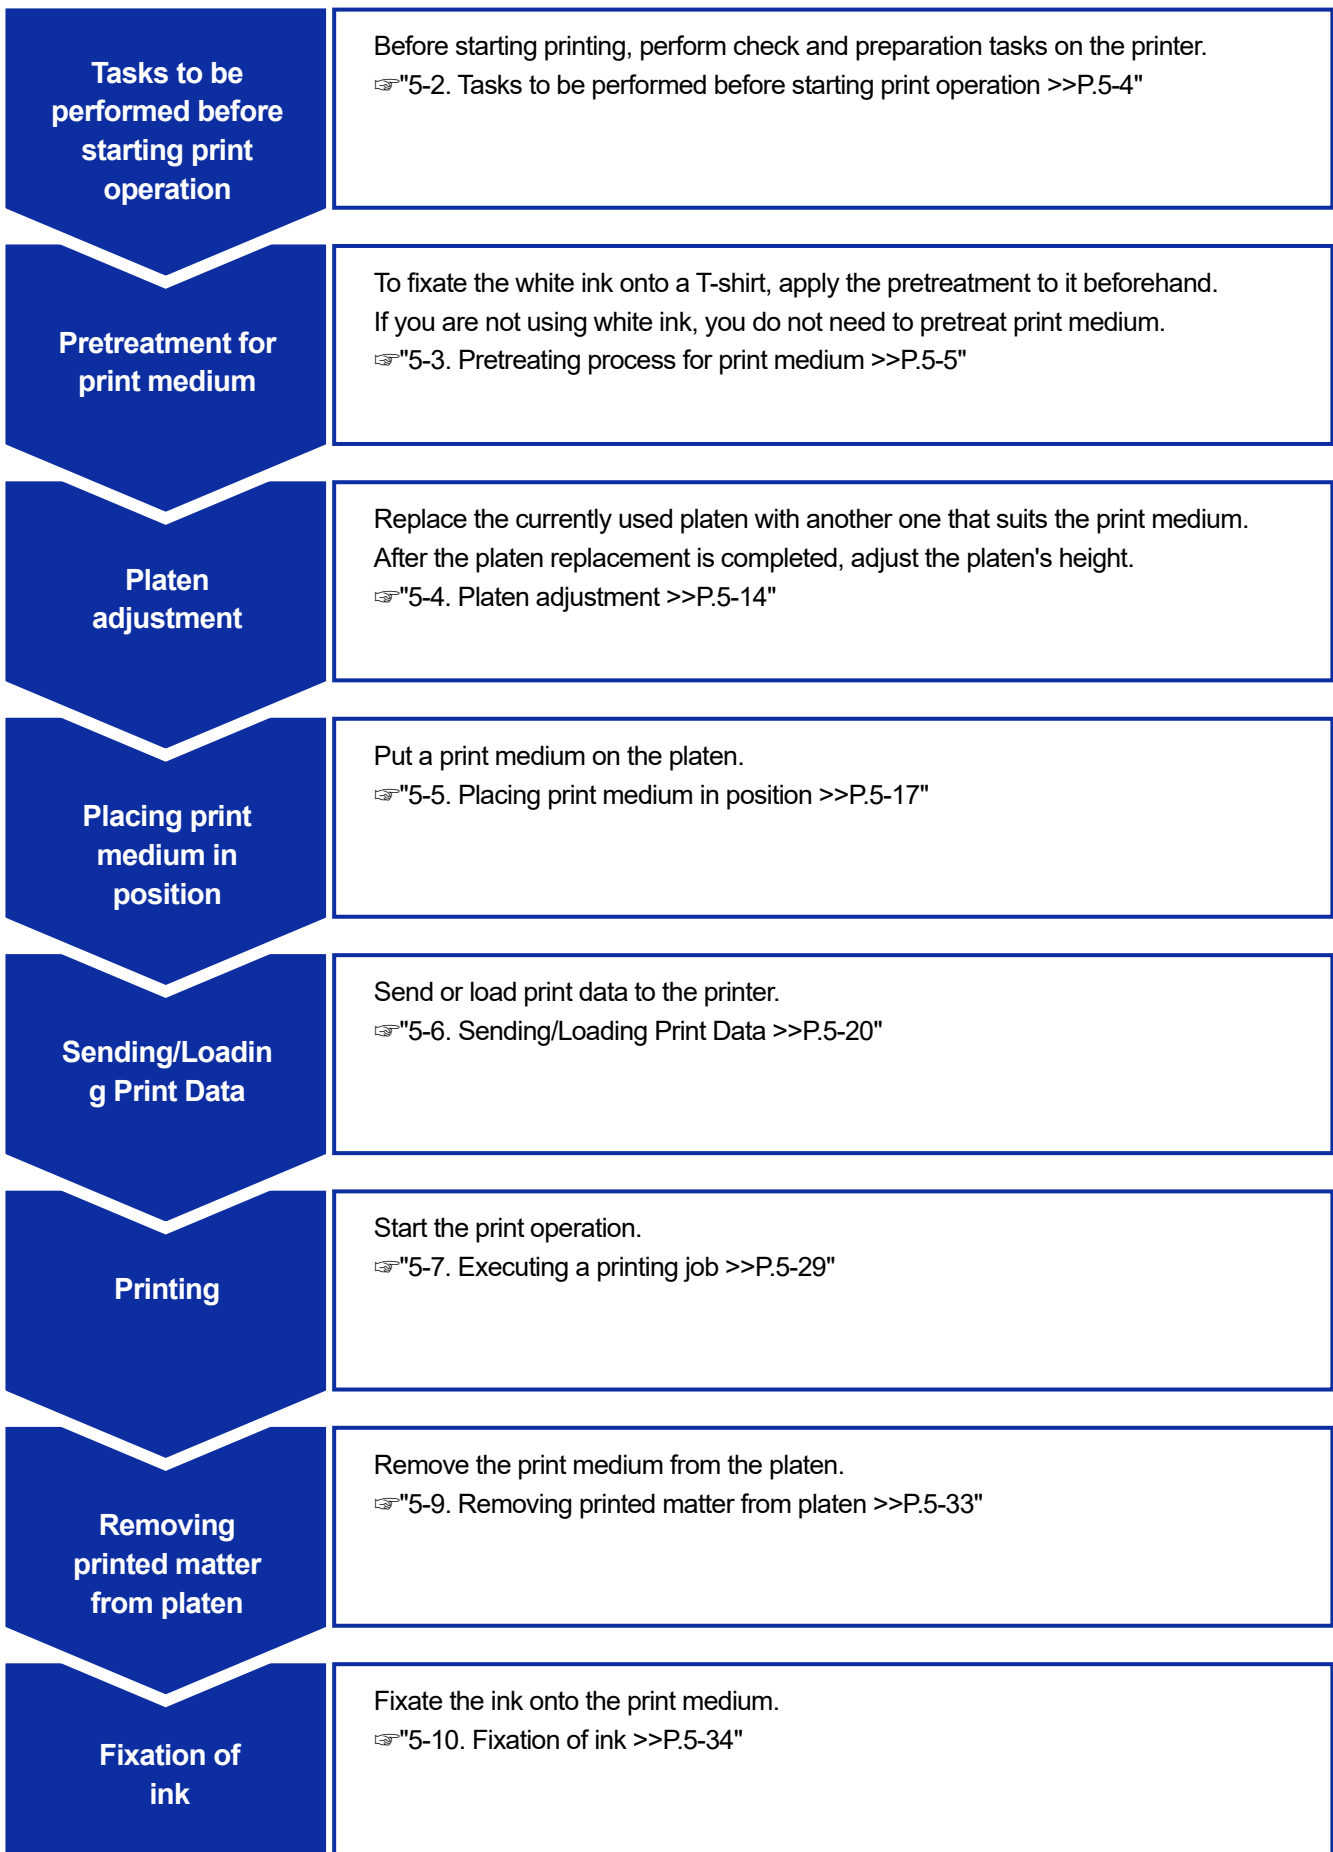 Tasks to be
performed before
starting print
operation
Before starting printing, perform check and preparation tasks on the printer.
☞"5-2. Tasks to be performed before starting print operation >>P.5-4"
Pretreatment for
print medium
To fixate the white ink onto a T-shirt, apply the pretreatment to it beforehand.
If you are not using white ink, you do not need to pretreat print medium.
☞"5-3. Pretreating process for print medium >>P.5-5"
Platen
adjustment
Replace the currently used platen with another one that suits the print medium.
After the platen replacement is completed, adjust the platen's height.
☞"5-4. Platen adjustment >>P.5-14"
Placing print
medium in
position
Put a print medium on the platen.
☞"5-5. Placing print medium in position >>P.5-17"
Sending/Loadin
g Print Data
Send or load print data to the printer.
☞"5-6. Sending/Loading Print Data >>P.5-20"
Printing
Start the print operation.
☞"5-7. Executing a printing job >>P.5-29"
Removing
printed matter
from platen
Remove the print medium from the platen.
☞"5-9. Removing printed matter from platen >>P.5-33"
Fixation of
ink
Fixate the ink onto the print medium.
☞"5-10. Fixation of ink >>P.5-34"